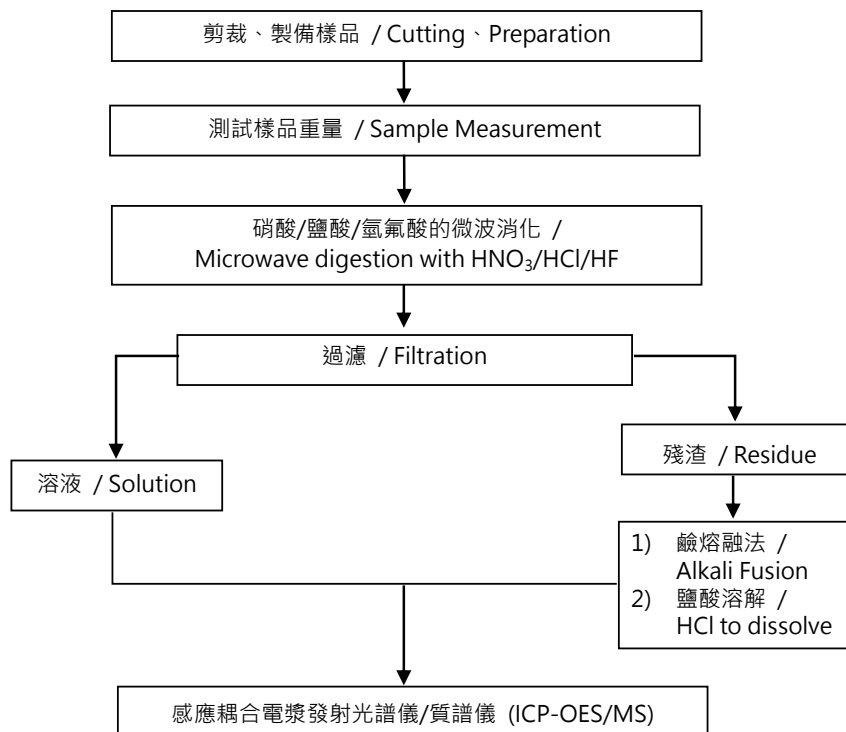 剪裁、製備樣品 / Cutting、Preparation
測試樣品重量 / Sample Measurement
硝酸/鹽酸/氫氟酸的微波消化 /
Microwave digestion with HNO₃/HCl/HF
過濾 / Filtration
溶液 / Solution
殘渣 / Residue
1) 鹼熔融法 /
Alkali Fusion
2) 鹽酸溶解 /
HCl to dissolve
感應耦合電漿發射光譜儀/质譜儀 (ICP-OES/MS)